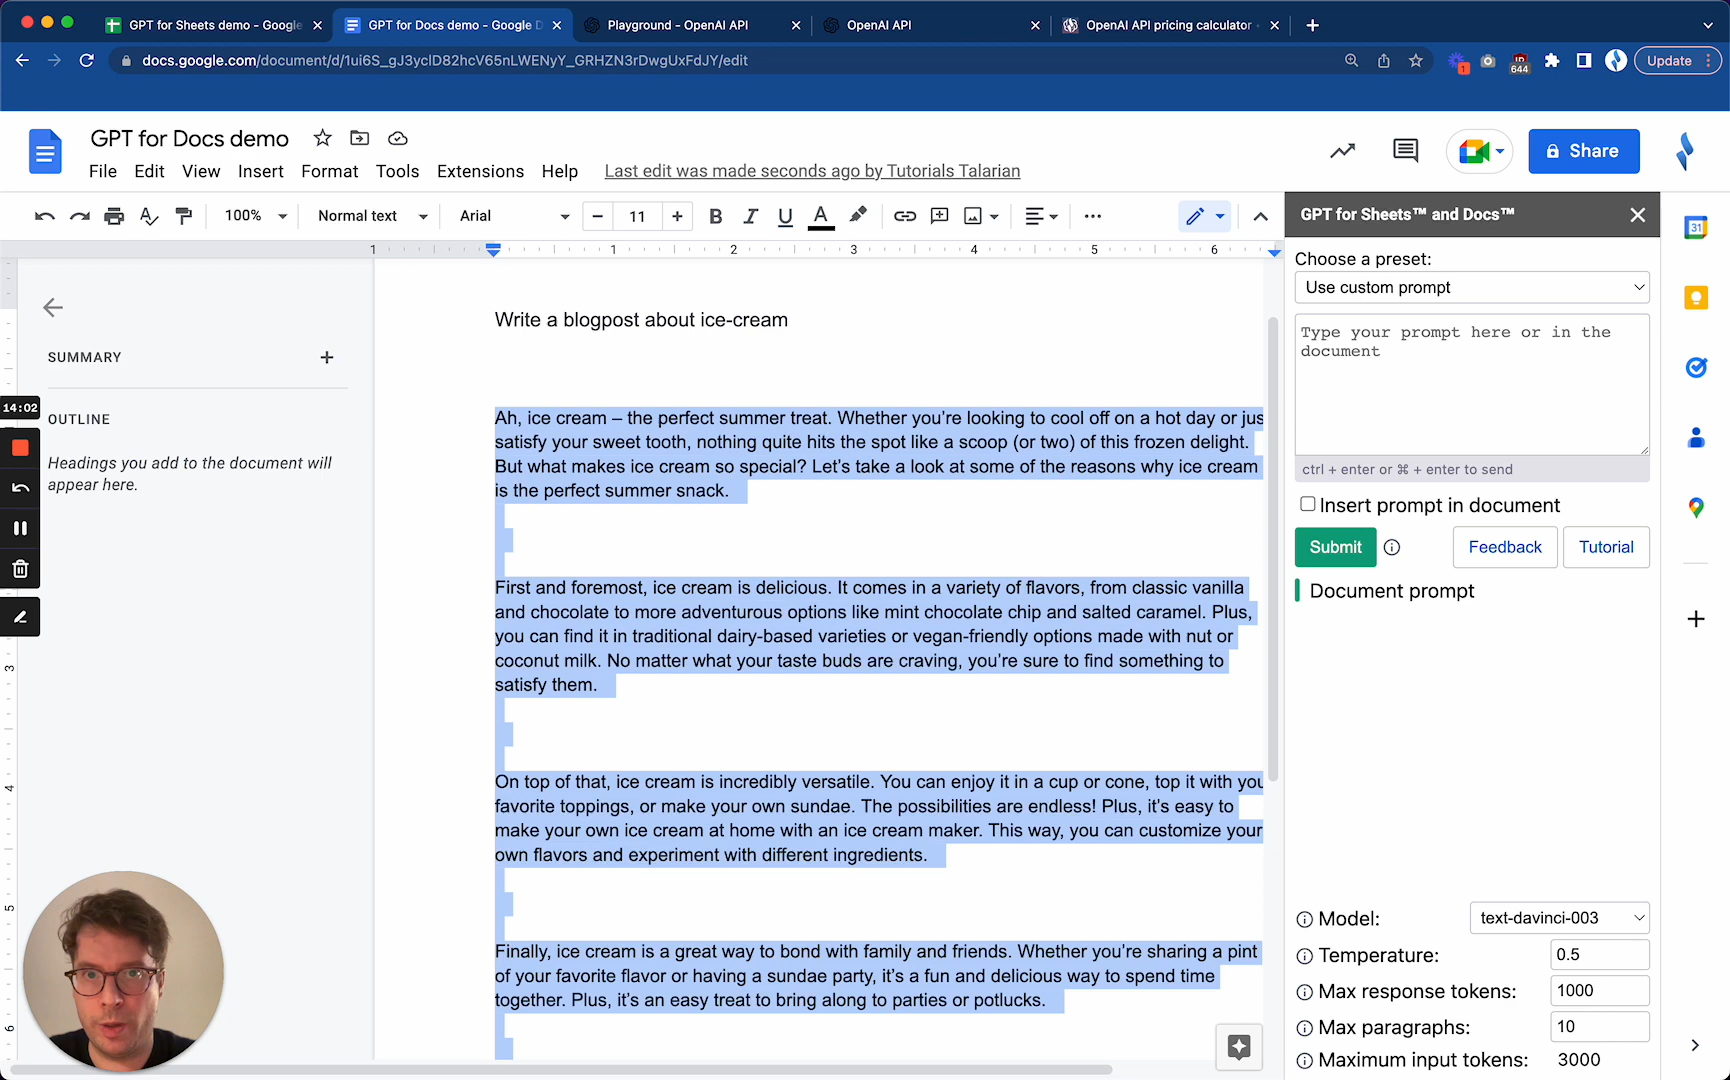 GPT for Sheets demo - Google
GPT for Docs demo - Google D
Playground - OpenAI API
OpenAI API
OpenAI API pricing calculator
docs.google.com/document/d/1ui6S_gJ3yclD82hcV65nLWENyY_GRHZN3rDwgUxFdJY/edit
1
644
Update
GPT for Docs demo
File Edit View Insert Format Tools Extensions Help
Last edit was made seconds ago by Tutorials Talarian
Share
100%
Normal text
Arial
11
B I U A
GPT for Sheets™ and Docs™
31
1 1 2 3 4 5 6
Choose a preset:
Use custom prompt
Type your prompt here or in the
document
ctrl + enter or ⌘ + enter to send
Insert prompt in document
Submit
Feedback
Tutorial
Document prompt
SUMMARY
14:02
OUTLINE
Headings you add to the document will
appear here.
3
4
5
6
Write a blogpost about ice-cream
Ah, ice cream – the perfect summer treat. Whether you’re looking to cool off on a hot day or jus
satisfy your sweet tooth, nothing quite hits the spot like a scoop (or two) of this frozen delight.
But what makes ice cream so special? Let’s take a look at some of the reasons why ice cream
is the perfect summer snack.
First and foremost, ice cream is delicious. It comes in a variety of flavors, from classic vanilla
and chocolate to more adventurous options like mint chocolate chip and salted caramel. Plus,
you can find it in traditional dairy-based varieties or vegan-friendly options made with nut or
coconut milk. No matter what your taste buds are craving, you’re sure to find something to
satisfy them.
On top of that, ice cream is incredibly versatile. You can enjoy it in a cup or cone, top it with you
favorite toppings, or make your own sundae. The possibilities are endless! Plus, it’s easy to
make your own ice cream at home with an ice cream maker. This way, you can customize your
own flavors and experiment with different ingredients.
Finally, ice cream is a great way to bond with family and friends. Whether you’re sharing a pint
of your favorite flavor or having a sundae party, it’s a fun and delicious way to spend time
together. Plus, it’s an easy treat to bring along to parties or potlucks.
Model:
text-davinci-003
Temperature:
0.5
Max response tokens:
1000
Max paragraphs:
10
Maximum input tokens:
3000